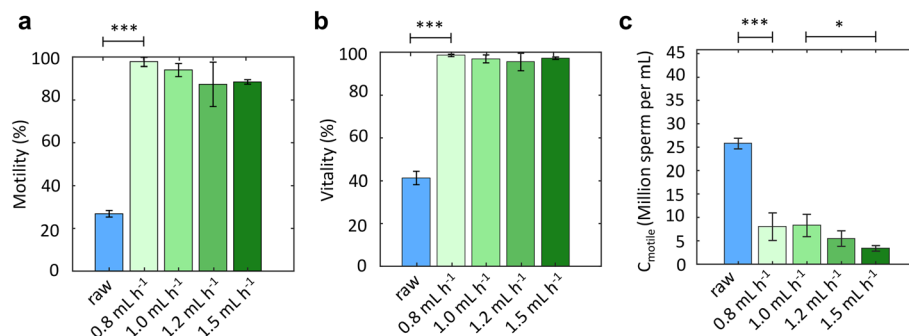 a
***
Motility (%)
100
80
60
40
20
0
raw
0.8 mL h⁻¹
1.0 mL h⁻¹
1.2 mL h⁻¹
1.5 mL h⁻¹
b
***
Vitality (%)
100
80
60
40
20
0
raw
0.8 mL h⁻¹
1.0 mL h⁻¹
1.2 mL h⁻¹
1.5 mL h⁻¹
c
***
*
C_motile (Million sperm per mL)
45
40
35
30
25
20
15
10
5
0
raw
0.8 mL h⁻¹
1.0 mL h⁻¹
1.2 mL h⁻¹
1.5 mL h⁻¹